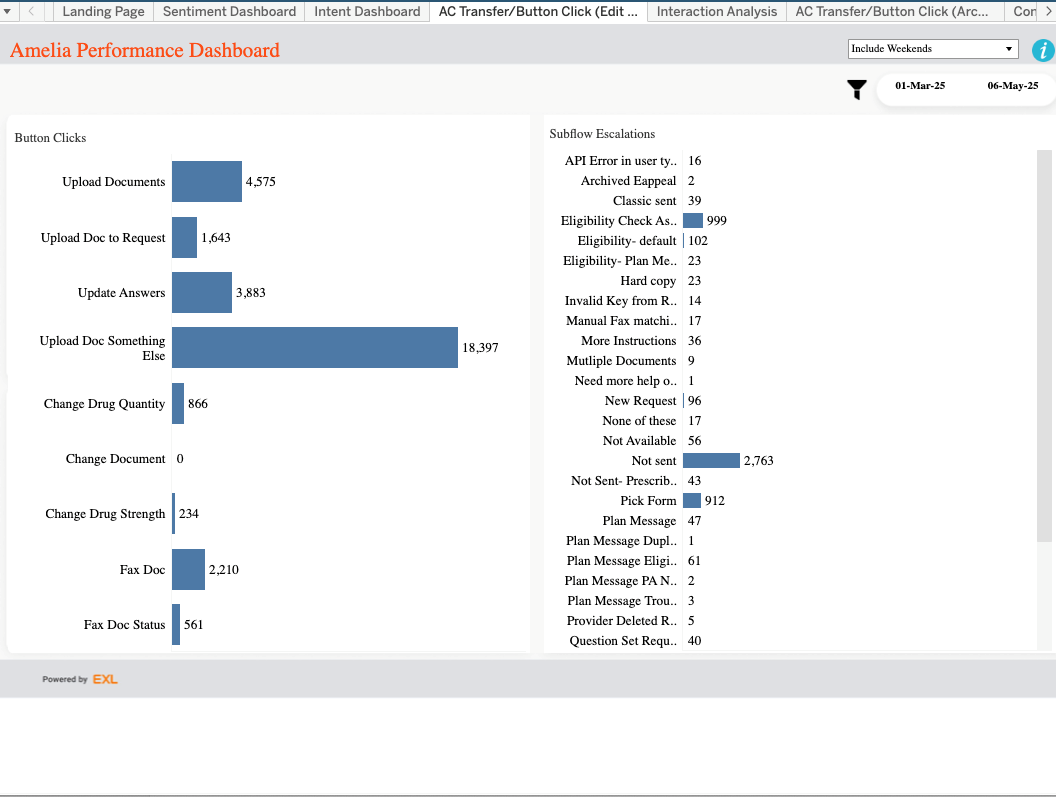 Landing Page
Sentiment Dashboard
Intent Dashboard
AC Transfer/Button Click (Edit ...
Interaction Analysis
AC Transfer/Button Click (Arc...
Con
Amelia Performance Dashboard
Include Weekends
i
01-Mar-25
06-May-25
Button Clicks
Upload Documents 4,575
Upload Doc to Request 1,643
Update Answers 3,883
Upload Doc Something
Else 18,397
Change Drug Quantity 866
Change Document 0
Change Drug Strength 234
Fax Doc 2,210
Fax Doc Status 561
Subflow Escalations
API Error in user ty.. 16
Archived Eappeal 2
Classic sent 39
Eligibility Check As.. 999
Eligibility- default 102
Eligibility- Plan Me.. 23
Hard copy 23
Invalid Key from R.. 14
Manual Fax matchi.. 17
More Instructions 36
Mutliple Documents 9
Need more help o.. 1
New Request 96
None of these 17
Not Available 56
Not sent 2,763
Not Sent- Prescrib.. 43
Pick Form 912
Plan Message 47
Plan Message Dupl.. 1
Plan Message Eligi.. 61
Plan Message PA N.. 2
Plan Message Trou.. 3
Provider Deleted R.. 5
Question Set Requ.. 40
Powered by EXL